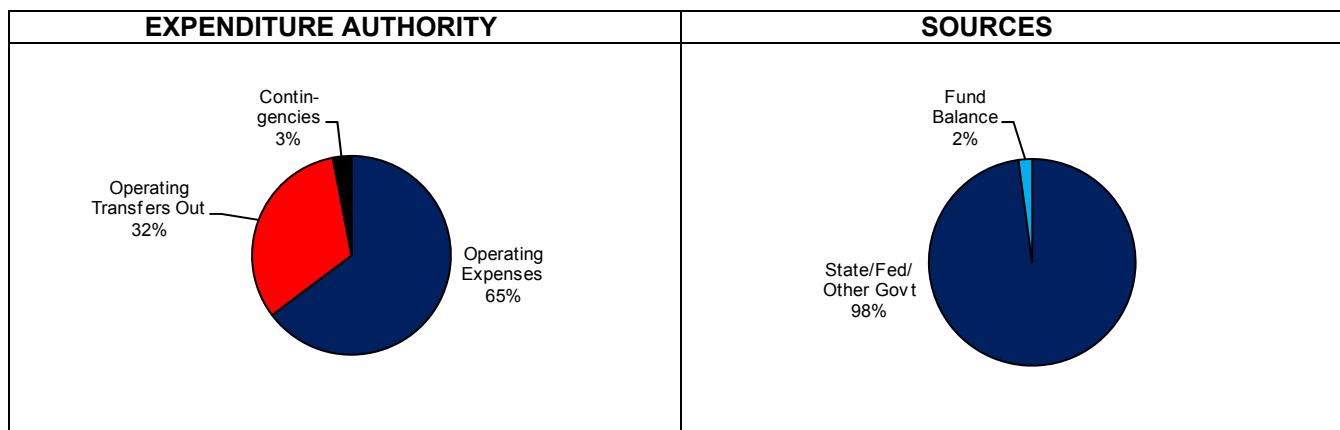 EXPENDITURE AUTHORITY
Contin-
gencies
3%
Operating
Transfers Out
32%
Operating
Expenses
65%
SOURCES
Fund
Balance
2%
State/Fed/
Other Govt
98%